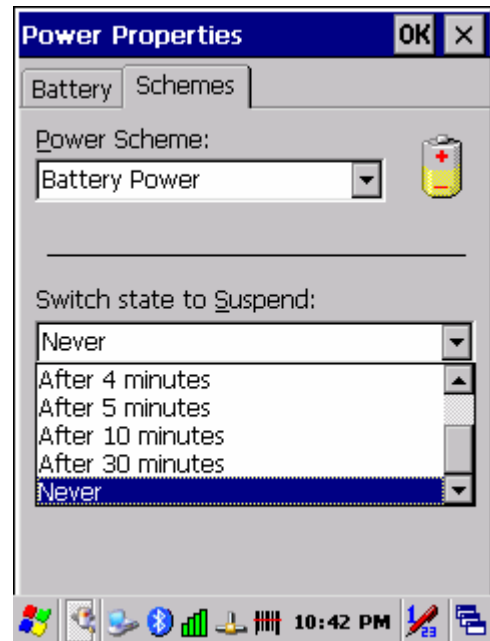 Power Properties OK ×
Battery Schemes
Power Scheme:
Battery Power
Switch state to Suspend:
Never
After 4 minutes
After 5 minutes
After 10 minutes
After 30 minutes
Never
10:42 PM